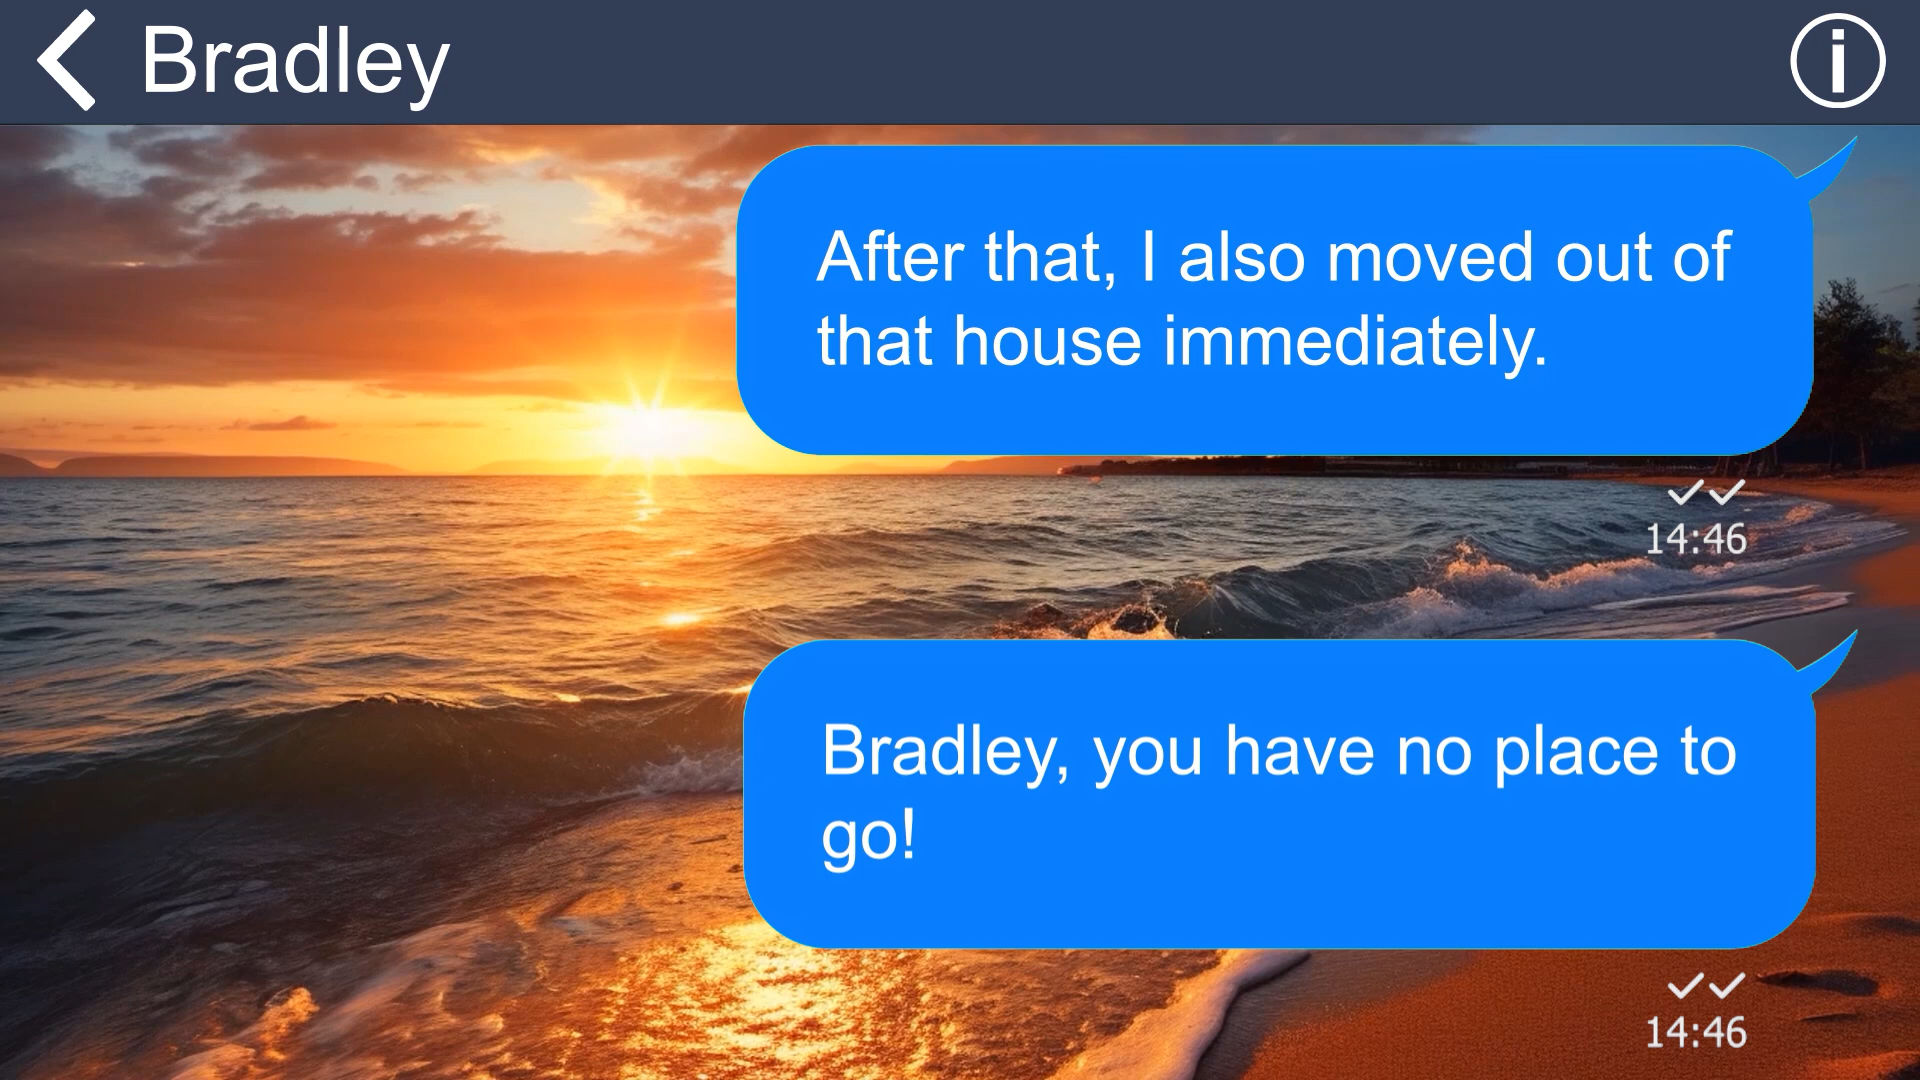 Bradley
After that, I also moved out of
that house immediately.
14:46
Bradley, you have no place to
go!
14:46